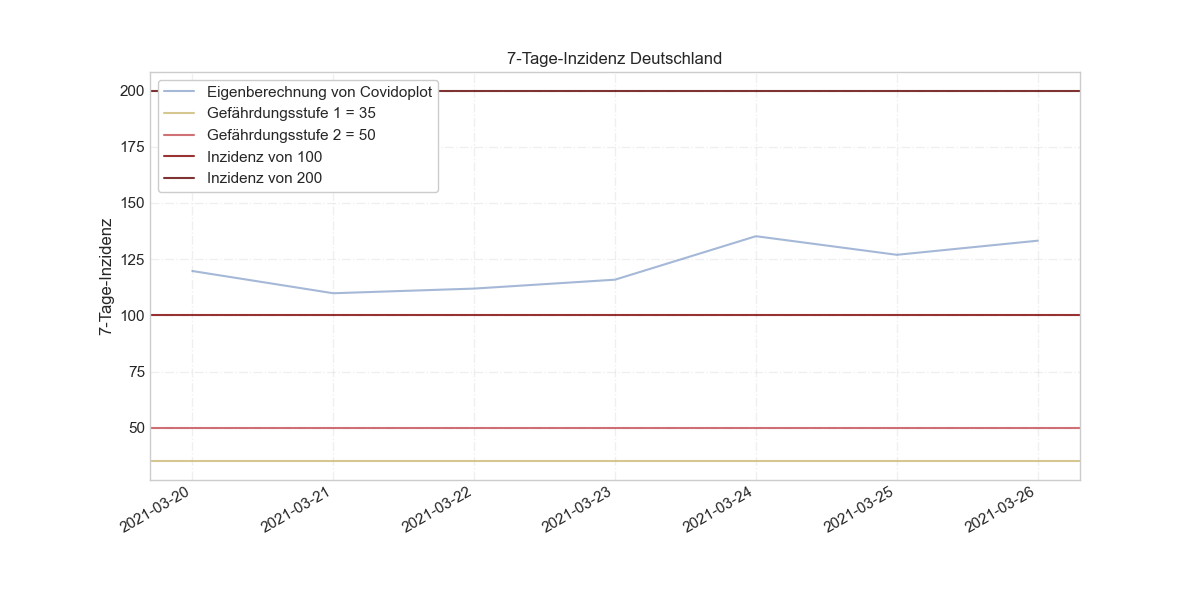 7-Tage-Inzidenz Deutschland
Eigenberechnung von Covidoplot
Gefährdungsstufe 1 = 35
Gefährdungsstufe 2 = 50
Inzidenz von 100
Inzidenz von 200
7-Tage-Inzidenz
200
175
150
125
100
75
50
2021-03-20
2021-03-21
2021-03-22
2021-03-23
2021-03-24
2021-03-25
2021-03-26